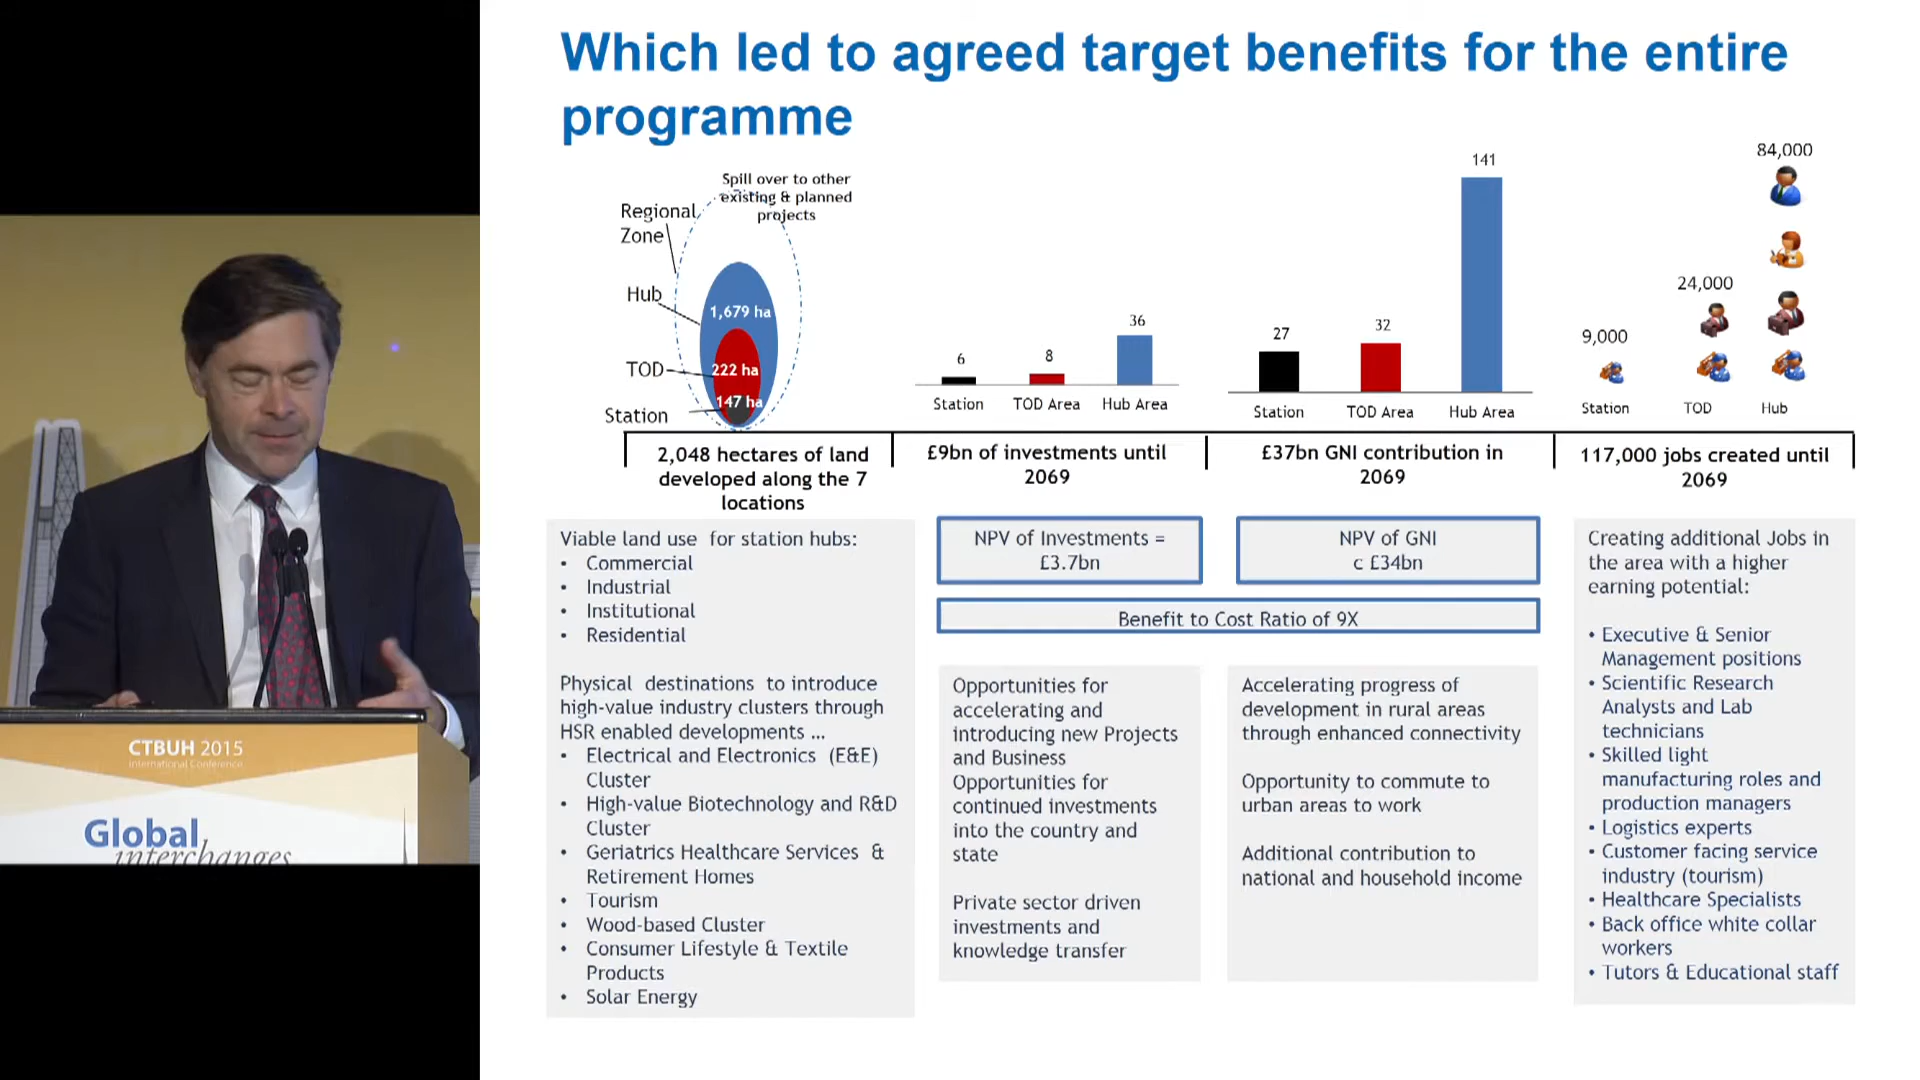 Which led to agreed target benefits for the entire
programme
Spill over to other
existing & planned
projects
Regional
Zone
Hub
TOD
Station
1,679 ha
222 ha
147 ha
6
8
36
Station
TOD Area
Hub Area
27
32
141
Station
TOD Area
Hub Area
9,000
24,000
84,000
Station
TOD
Hub
2,048 hectares of land
developed along the 7
locations
£9bn of investments until
2069
£37bn GNI contribution in
2069
117,000 jobs created until
2069
Viable land use for station hubs:
• Commercial
• Industrial
• Institutional
• Residential
Physical destinations to introduce
high-value industry clusters through
HSR enabled developments ...
• Electrical and Electronics (E&E)
Cluster
• High-value Biotechnology and R&D
Cluster
• Geriatrics Healthcare Services &
Retirement Homes
• Tourism
• Wood-based Cluster
• Consumer Lifestyle & Textile
Products
• Solar Energy
NPV of Investments =
£3.7bn
NPV of GNI
c £34bn
Benefit to Cost Ratio of 9X
Opportunities for
accelerating and
introducing new Projects
and Business
Opportunities for
continued investments
into the country and
state
Private sector driven
investments and
knowledge transfer
Accelerating progress of
development in rural areas
through enhanced connectivity
Opportunity to commute to
urban areas to work
Additional contribution to
national and household income
Creating additional Jobs in
the area with a higher
earning potential:
• Executive & Senior
Management positions
• Scientific Research
Analysts and Lab
technicians
• Skilled light
manufacturing roles and
production managers
• Logistics experts
• Customer facing service
industry (tourism)
• Healthcare Specialists
• Back office white collar
workers
• Tutors & Educational staff
CTBUH 2015
International Conference
Global
interchanges